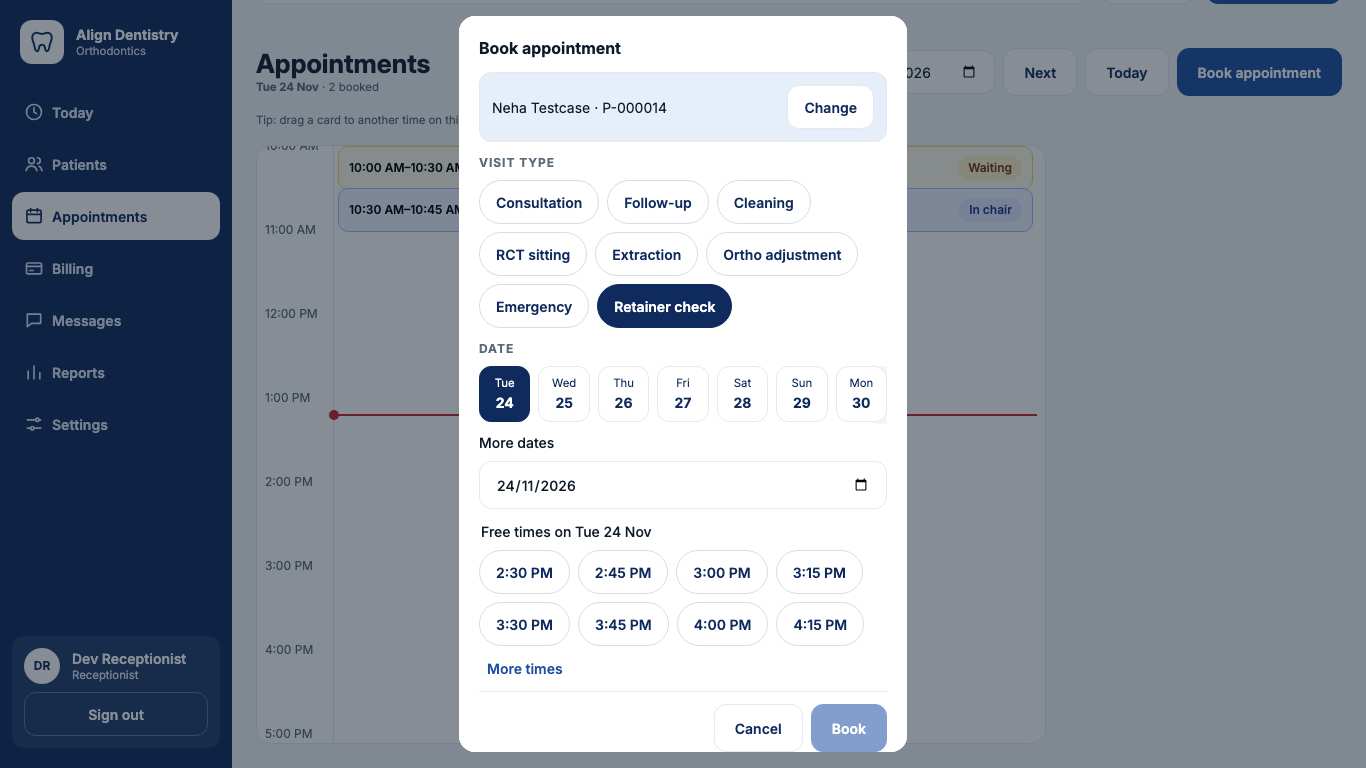 Align Dentistry
Orthodontics
Today
Patients
Appointments
Billing
Messages
Reports
Settings
DR
Dev Receptionist
Receptionist
Sign out
Appointments
Tue 24 Nov · 2 booked
Next
Today
Book appointment
Tip: drag a card to another time on
10:00 AM
10:00 AM–10:30 AM
Waiting
10:30 AM–10:45 AM
In chair
11:00 AM
12:00 PM
1:00 PM
2:00 PM
3:00 PM
4:00 PM
5:00 PM
Book appointment
Neha Testcase · P-000014
Change
VISIT TYPE
Consultation
Follow-up
Cleaning
RCT sitting
Extraction
Ortho adjustment
Emergency
Retainer check
DATE
Tue
24
Wed
25
Thu
26
Fri
27
Sat
28
Sun
29
Mon
30
More dates
24/11/2026
Free times on Tue 24 Nov
2:30 PM
2:45 PM
3:00 PM
3:15 PM
3:30 PM
3:45 PM
4:00 PM
4:15 PM
More times
Cancel
Book